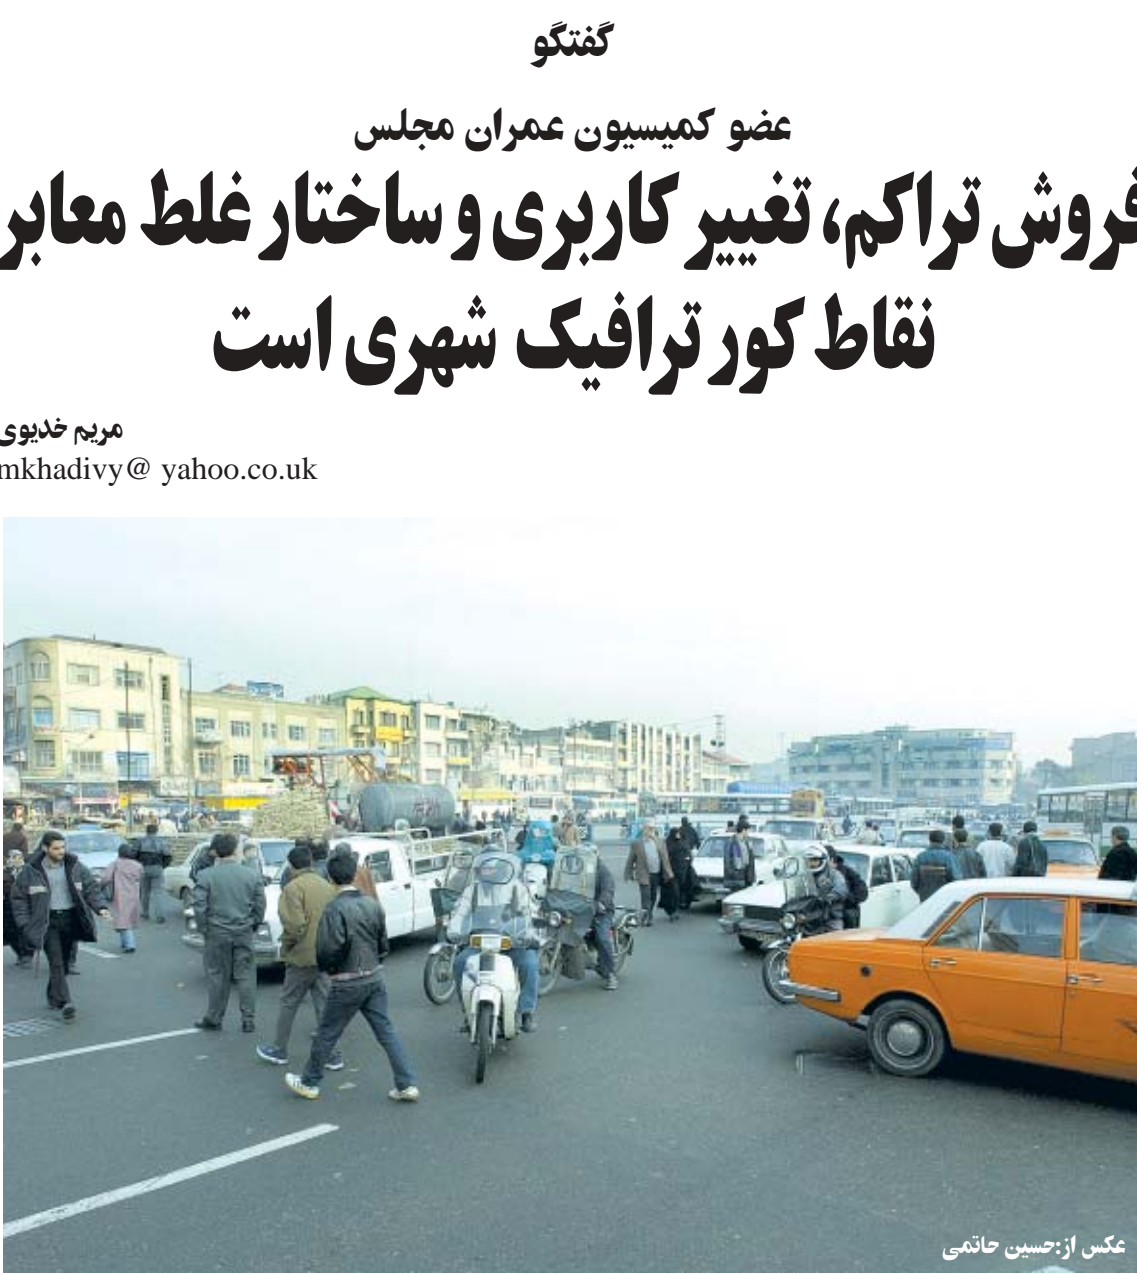 گفتگو
عضو کمیسیون عمران مجلس
فروش تراکم، تغییر کاربری و ساختار غلط معابر
نقاط کور ترافیک شهری است
مریم خدیوی
mkhadivy@ yahoo.co.uk
عکس از:حسین حاتمی